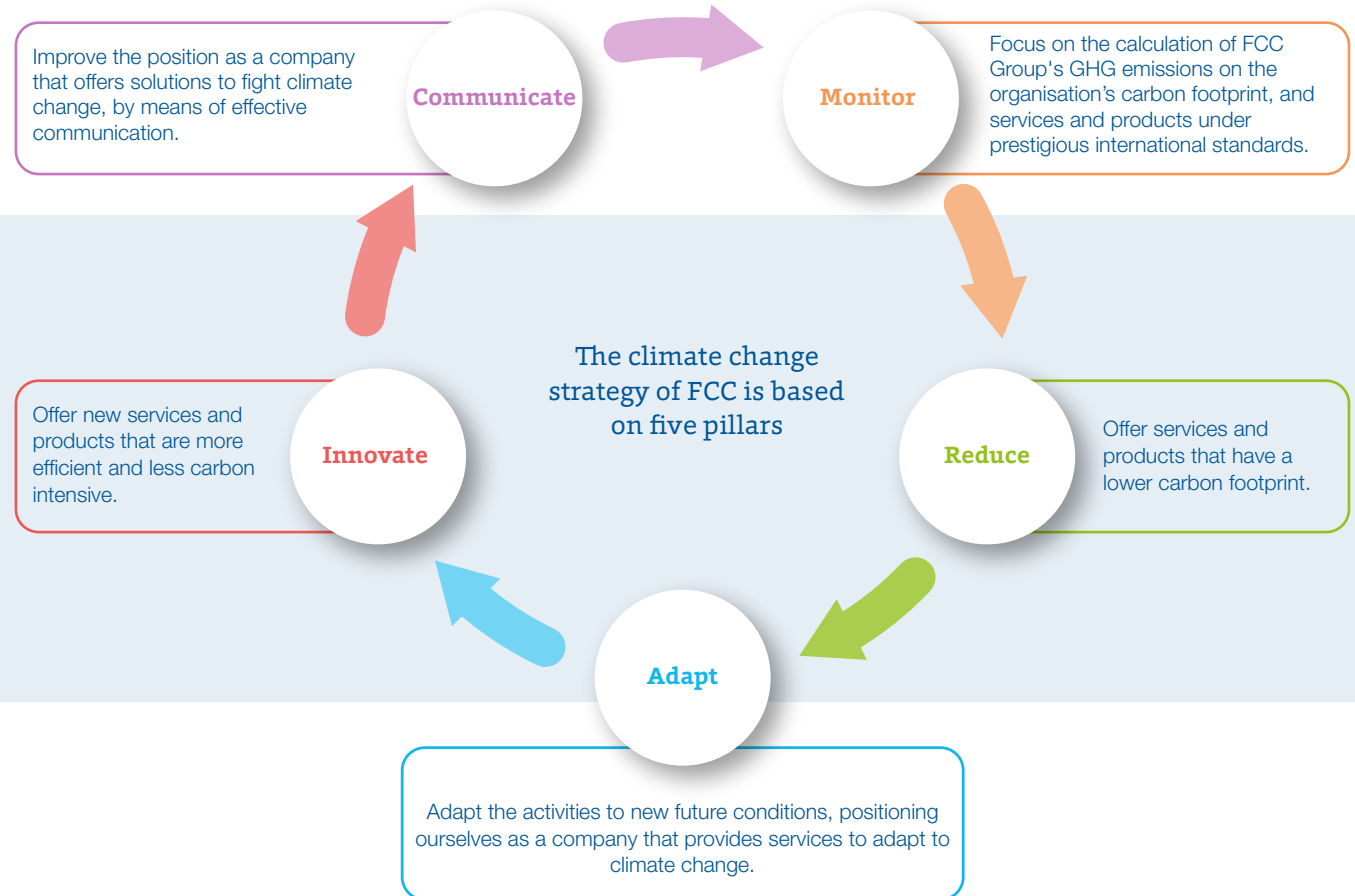 Improve the position as a company
that offers solutions to fight climate
change, by means of effective
communication.
Communicate
Monitor
Focus on the calculation of FCC
Group's GHG emissions on the
organisation’s carbon footprint, and
services and products under
prestigious international standards.
The climate change
strategy of FCC is based
on five pillars
Offer new services and
products that are more
efficient and less carbon
intensive.
Innovate
Reduce
Offer services and
products that have a
lower carbon footprint.
Adapt
Adapt the activities to new future conditions, positioning
ourselves as a company that provides services to adapt to
climate change.